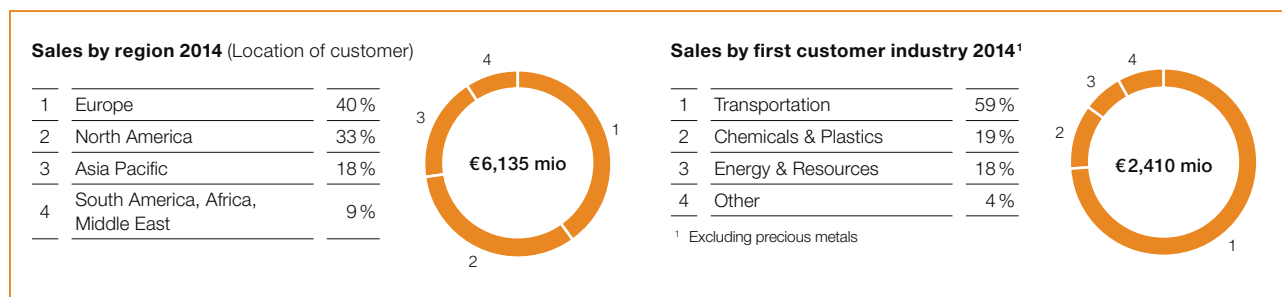 Sales by region 2014 (Location of customer)
1 Europe 40 %
2 North America 33 %
3 Asia Pacific 18 %
4 South America, Africa,
Middle East 9 %
4
3
1
2
€ 6,135 mio
Sales by first customer industry 2014¹
1 Transportation 59 %
2 Chemicals & Plastics 19 %
3 Energy & Resources 18 %
4 Other 4 %
¹ Excluding precious metals
4
3
2
1
€ 2,410 mio